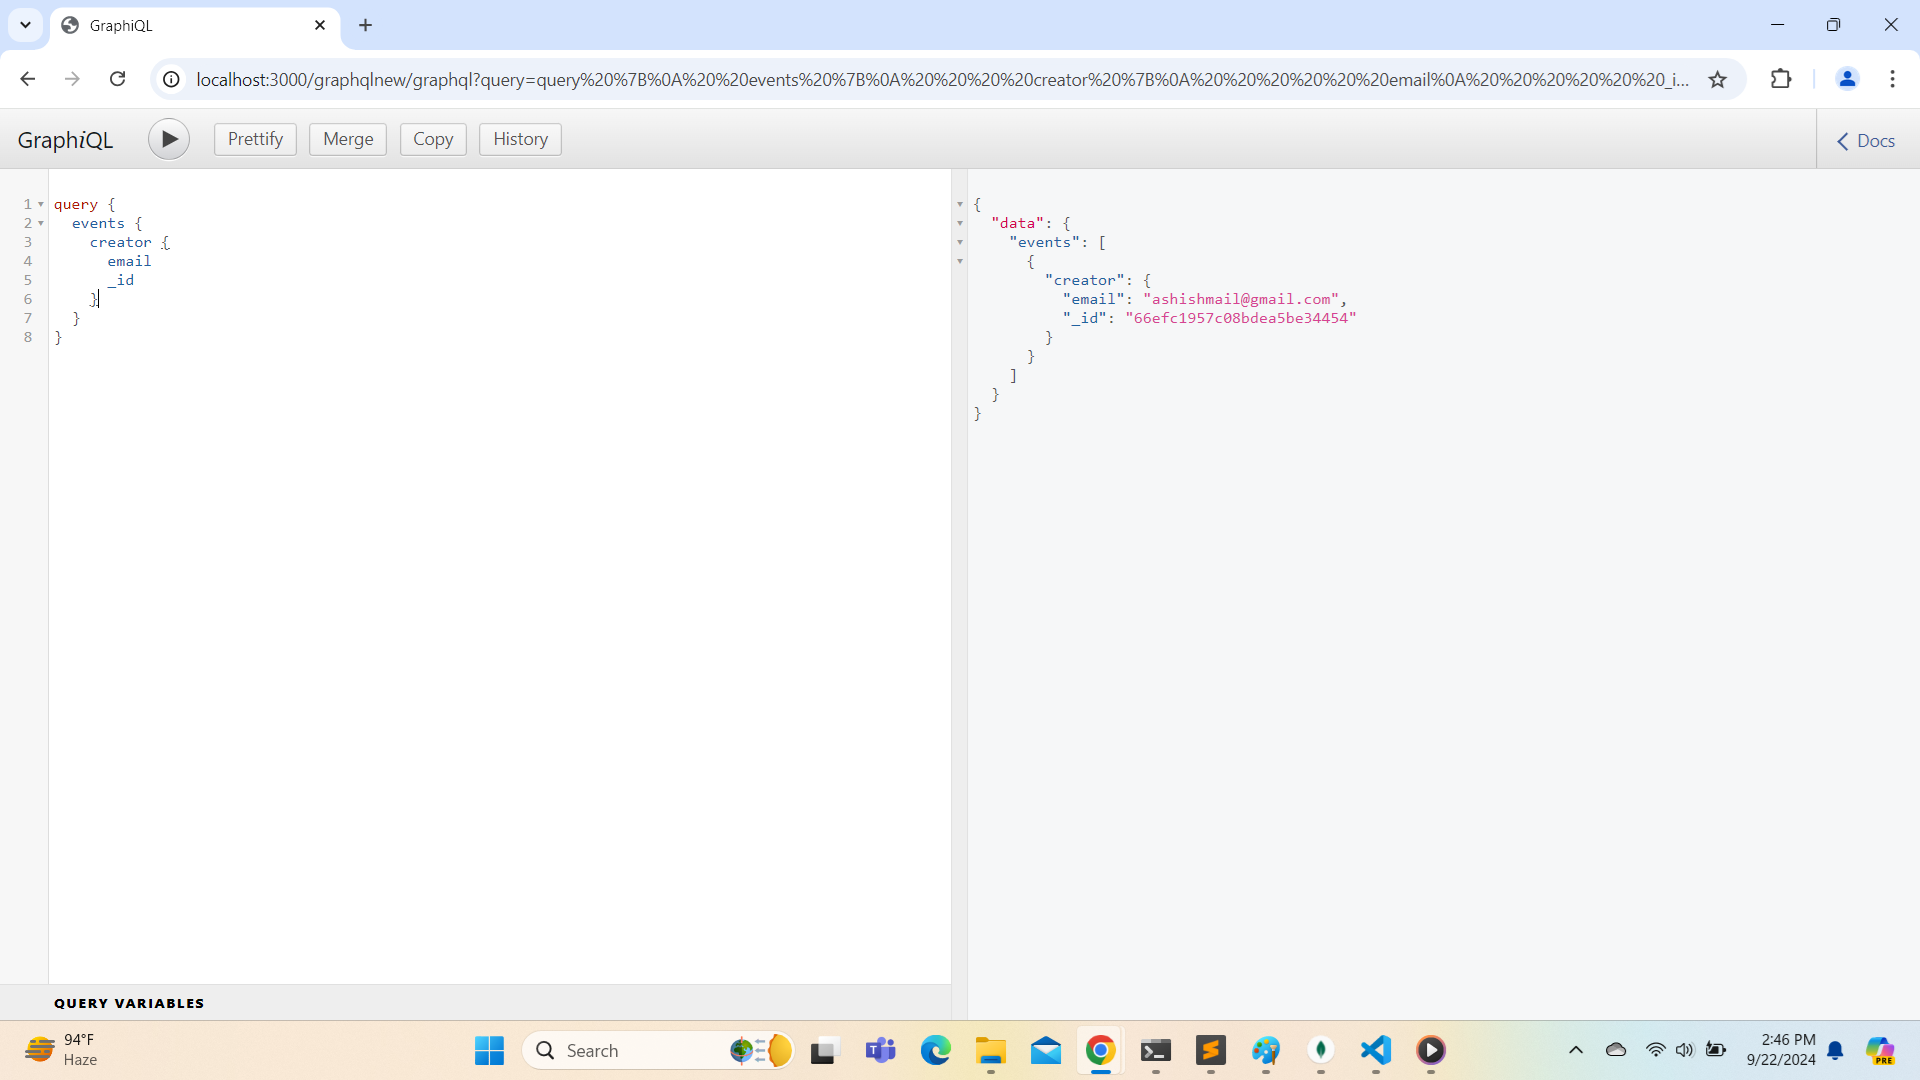 GraphiQL
localhost:3000/graphqlnew/graphql?query=query%20%7B%0A%20%20events%20%7B%0A%20%20%20%20creator%20%7B%0A%20%20%20%20%20%20email%0A%20%20%20%20%20%20_i...
GraphiQL
Prettify
Merge
Copy
History
Docs
1 query {
2 events {
3 creator {
4 email
5 _id
6 }
7 }
8 }
{
"data": {
"events": [
{
"creator": {
"email": "ashishmail@gmail.com",
"_id": "66efc1957c08bdea5be34454"
}
}
]
}
}
QUERY VARIABLES
94°F
Haze
Search
2:46 PM
9/22/2024
PRE